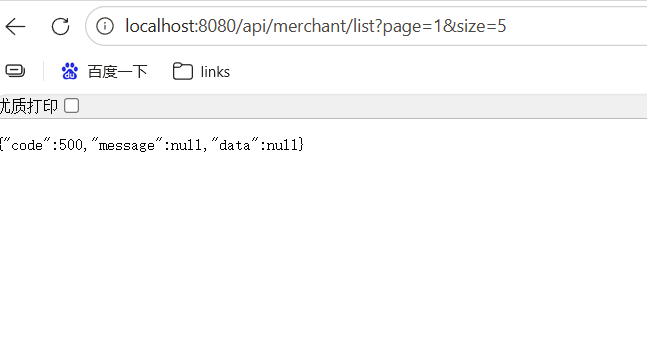 localhost:8080/api/merchant/list?page=1&size=5
百度一下 links
优质打印
{"code":500,"message":null,"data":null}